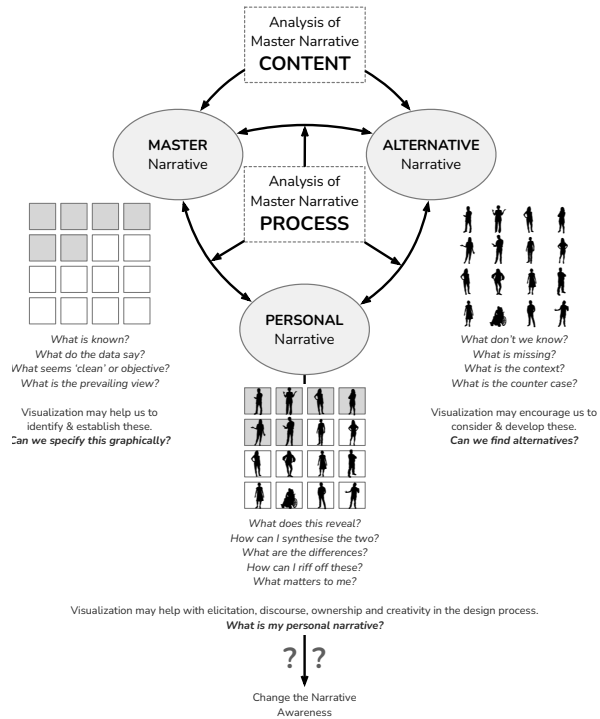 Analysis of
Master Narrative
CONTENT
MASTER
Narrative
ALTERNATIVE
Narrative
Analysis of
Master Narrative
PROCESS
PERSONAL
Narrative
What is known?
What do the data say?
What seems ‘clean’ or objective?
What is the prevailing view?
Visualization may help us to
identify & establish these.
Can we specify this graphically?
What don’t we know?
What is missing?
What is the context?
What is the counter case?
Visualization may encourage us to
consider & develop these.
Can we find alternatives?
What does this reveal?
How can I synthesise the two?
What are the differences?
How can I riff off these?
What matters to me?
Visualization may help with elicitation, discourse, ownership and creativity in the design process.
What is my personal narrative?
? ?
Change the Narrative
Awareness